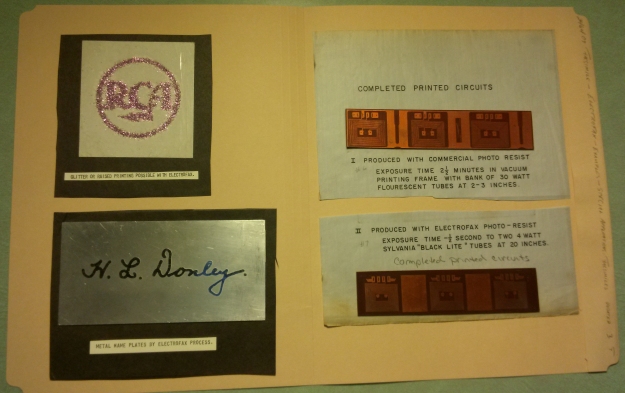 RCA
GLITTER OR RAISED PRINTING POSSIBLE WITH ELECTROFAX.
H. L. Donley.
METAL NAME PLATES BY ELECTROFAX PROCESS.
COMPLETED PRINTED CIRCUITS
I PRODUCED WITH COMMERCIAL PHOTO RESIST
EXPOSURE TIME 2½ MINUTES IN VACUUM
PRINTING FRAME WITH BANK OF 30 WATT
FLOURESCENT TUBES AT 2-3 INCHES.
II PRODUCED WITH ELECTROFAX PHOTO-RESIST
EXPOSURE TIME -½ SECOND TO TWO 4 WATT
SYLVANIA "BLACK LITE" TUBES AT 20 INCHES.
Completed printed circuits